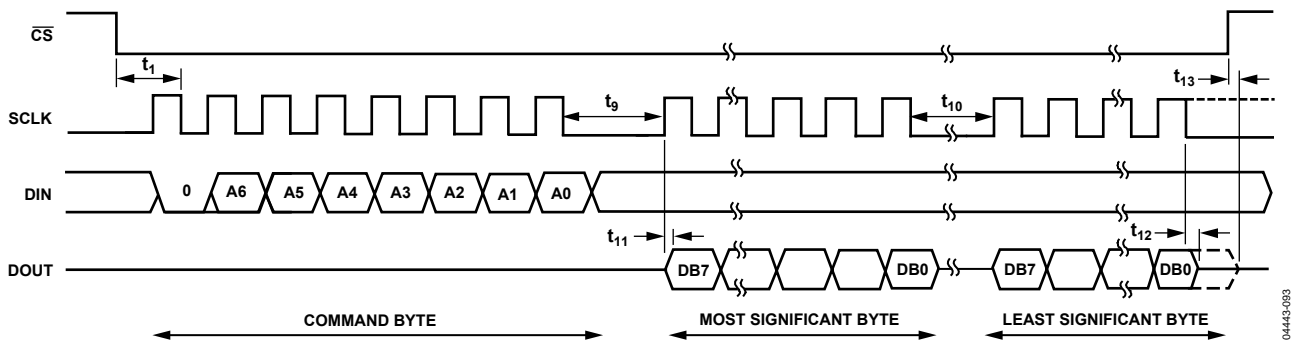 CS
t1
t13
SCLK
t9
t10
DIN
0 A6 A5 A4 A3 A2 A1 A0
t11
t12
DOUT
DB7 DB0 DB7 DB0
COMMAND BYTE MOST SIGNIFICANT BYTE LEAST SIGNIFICANT BYTE
04443-093